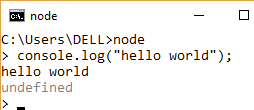 node
C:\Users\DELL>node
> console.log("hello world");
hello world
undefined
>